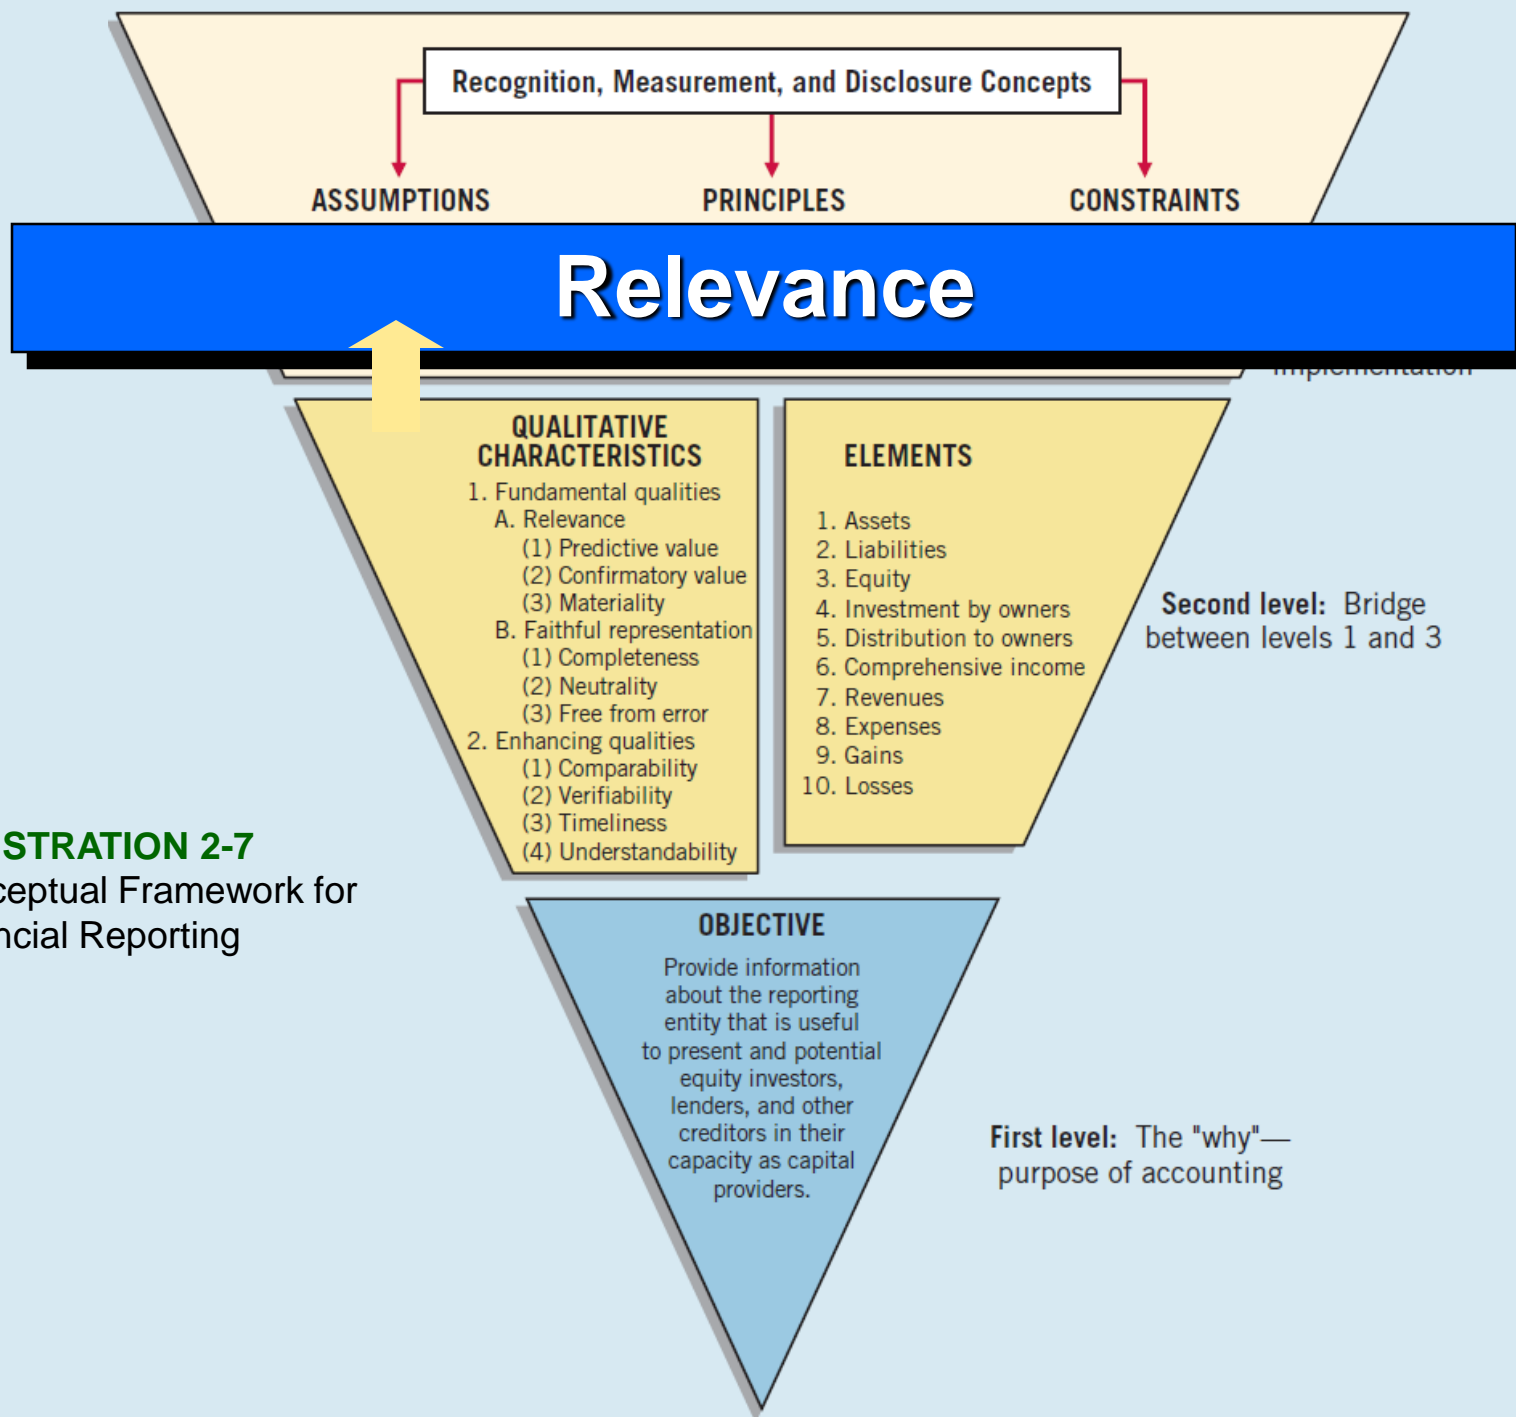 Recognition, Measurement, and Disclosure Concepts
ASSUMPTIONS
PRINCIPLES
CONSTRAINTS
Relevance
implementation
QUALITATIVE
CHARACTERISTICS
1. Fundamental qualities
A. Relevance
(1) Predictive value
(2) Confirmatory value
(3) Materiality
B. Faithful representation
(1) Completeness
(2) Neutrality
(3) Free from error
2. Enhancing qualities
(1) Comparability
(2) Verifiability
(3) Timeliness
(4) Understandability
ELEMENTS
1. Assets
2. Liabilities
3. Equity
4. Investment by owners
5. Distribution to owners
6. Comprehensive income
7. Revenues
8. Expenses
9. Gains
10. Losses
Second level: Bridge
between levels 1 and 3
STRATION 2-7
ceptual Framework for
ncial Reporting
OBJECTIVE
Provide information
about the reporting
entity that is useful
to present and potential
equity investors,
lenders, and other
creditors in their
capacity as capital
providers.
First level: The "why"—
purpose of accounting